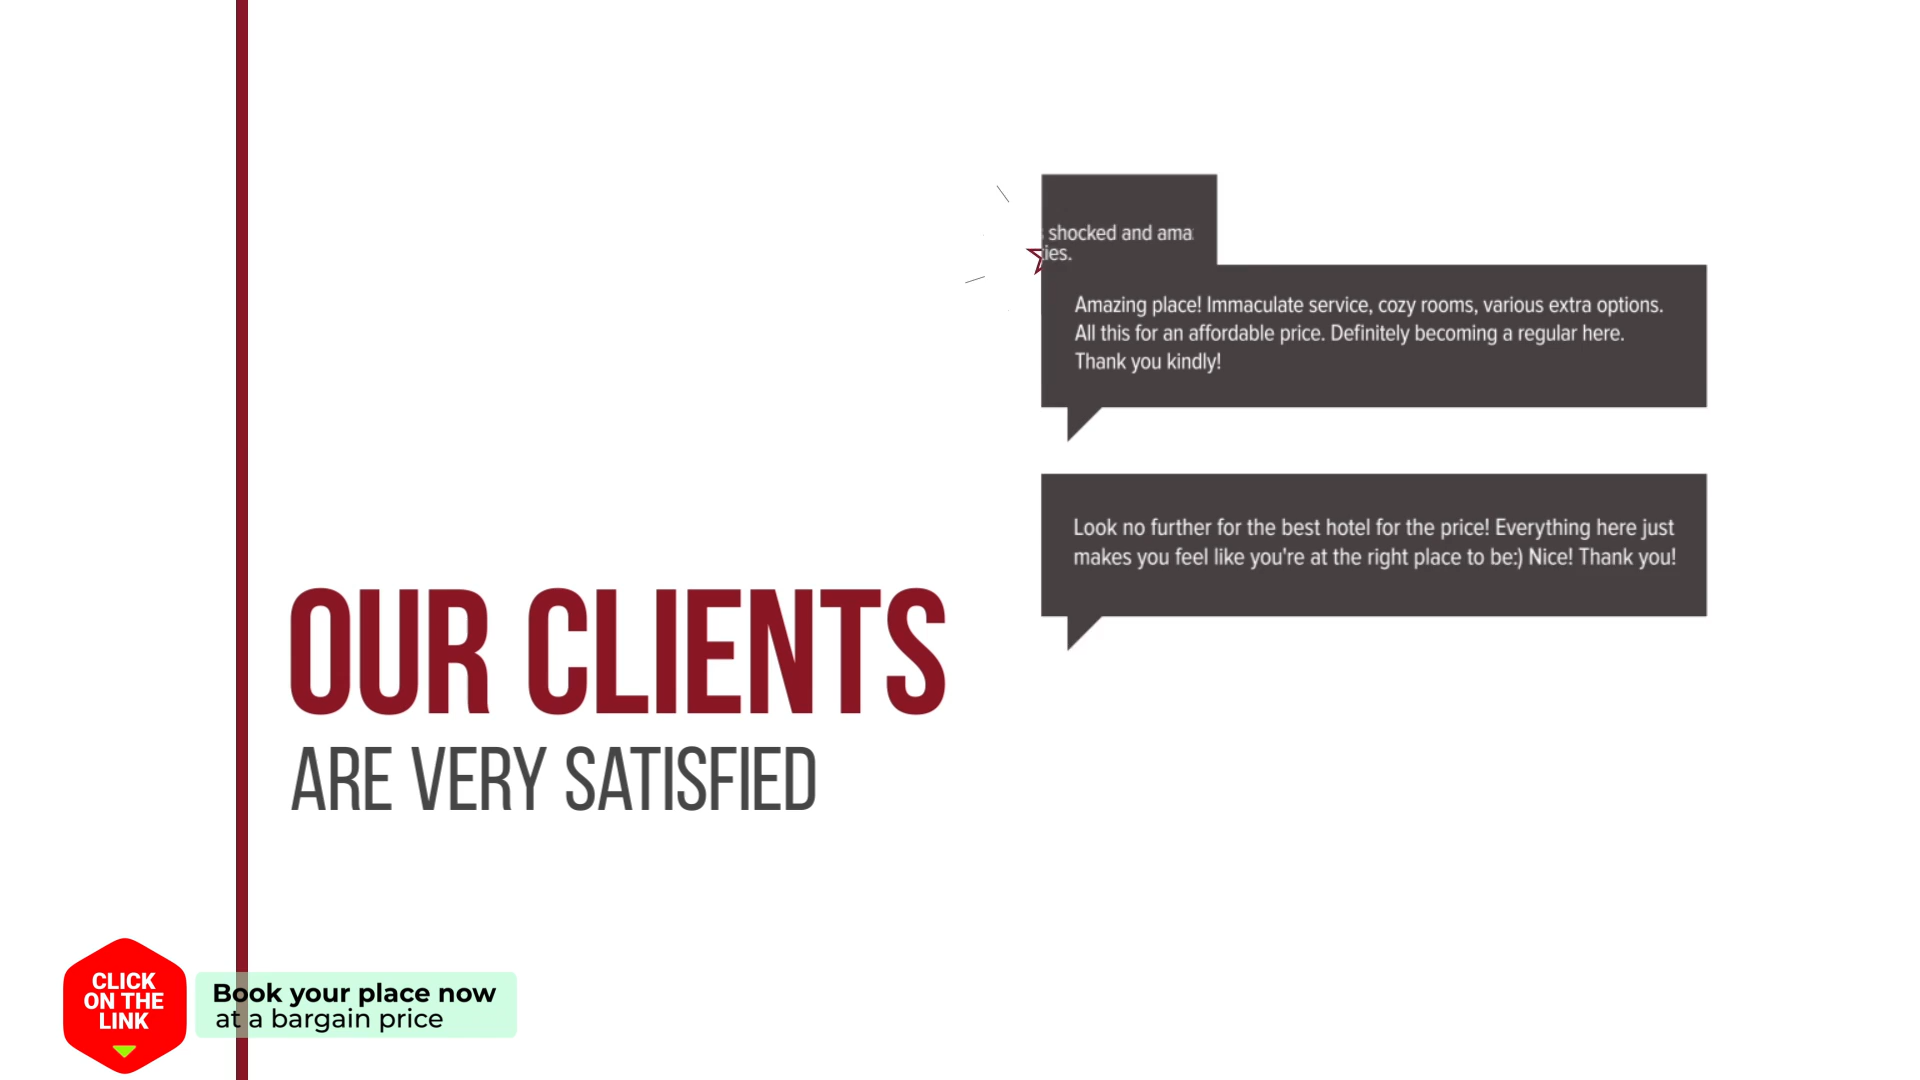 shocked and
Amazing place! Immaculate service, cozy rooms, various extra options.
All this for an affordable price. Definitely becoming a regular here.
Thank you kindly!
Look no further for the best hotel for the price! Everything here just
makes you feel like you're at the right place to be:) Nice! Thank you!
OUR CLIENTS
ARE VERY SATISFIED
CLICK
ON THE
LINK
Book your place now
at a bargain price